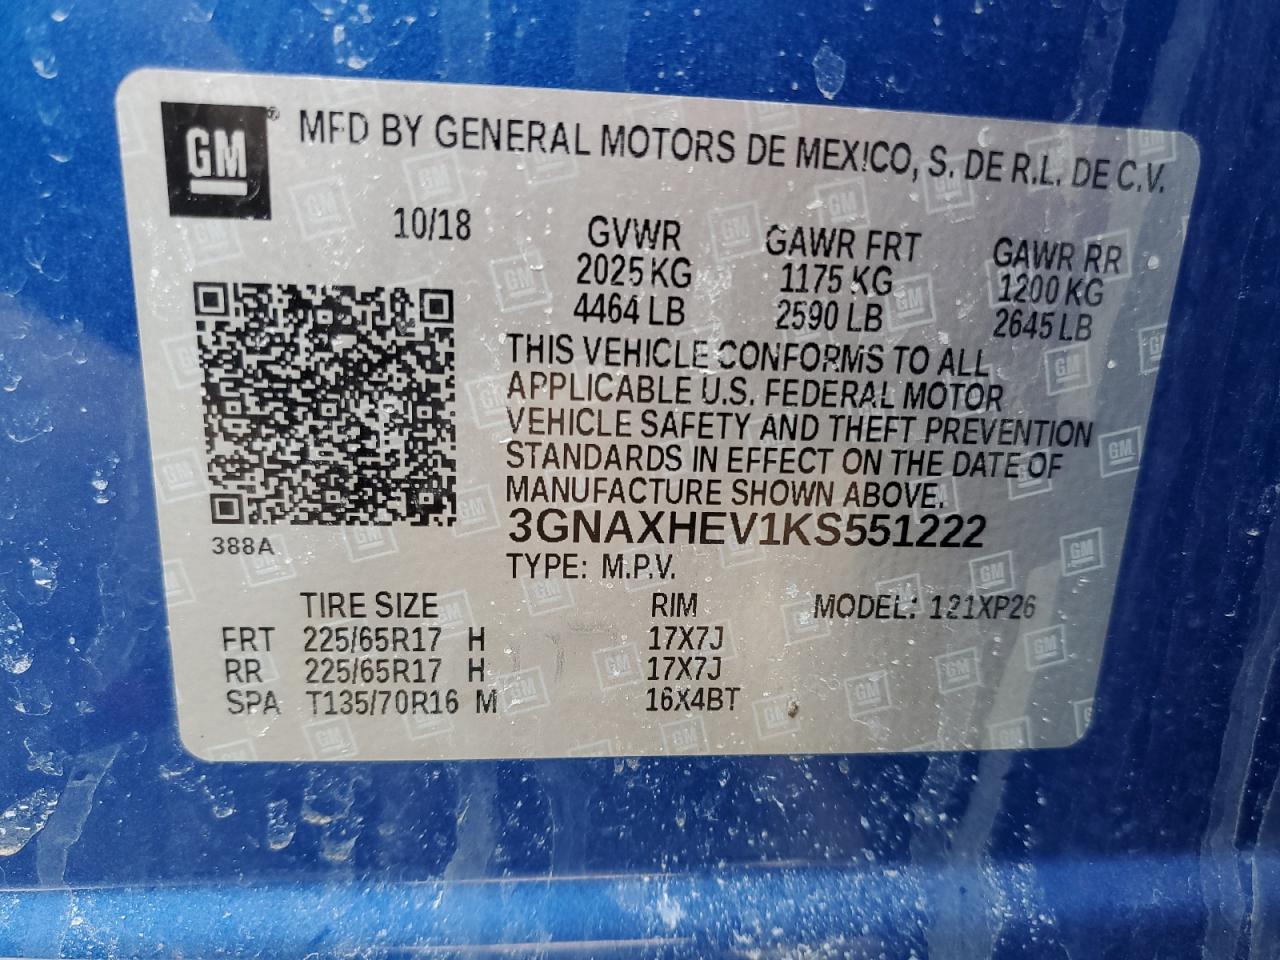 GM® MFD BY GENERAL MOTORS DE MEXICO, S. DE R.L. DE C.V.
10/18 GVWR GAWR FRT GAWR RR
2025 KG 1175 KG 1200 KG
4464 LB 2590 LB 2645 LB
THIS VEHICLE CONFORMS TO ALL
APPLICABLE U.S. FEDERAL MOTOR
VEHICLE SAFETY AND THEFT PREVENTION
STANDARDS IN EFFECT ON THE DATE OF
MANUFACTURE SHOWN ABOVE.
3GNAXHEV1KS551222
388A
TYPE: M.P.V.
TIRE SIZE RIM MODEL: 121XP26
FRT 225/65R17 H 17X7J
RR 225/65R17 H 17X7J
SPA T135/70R16 M 16X4BT